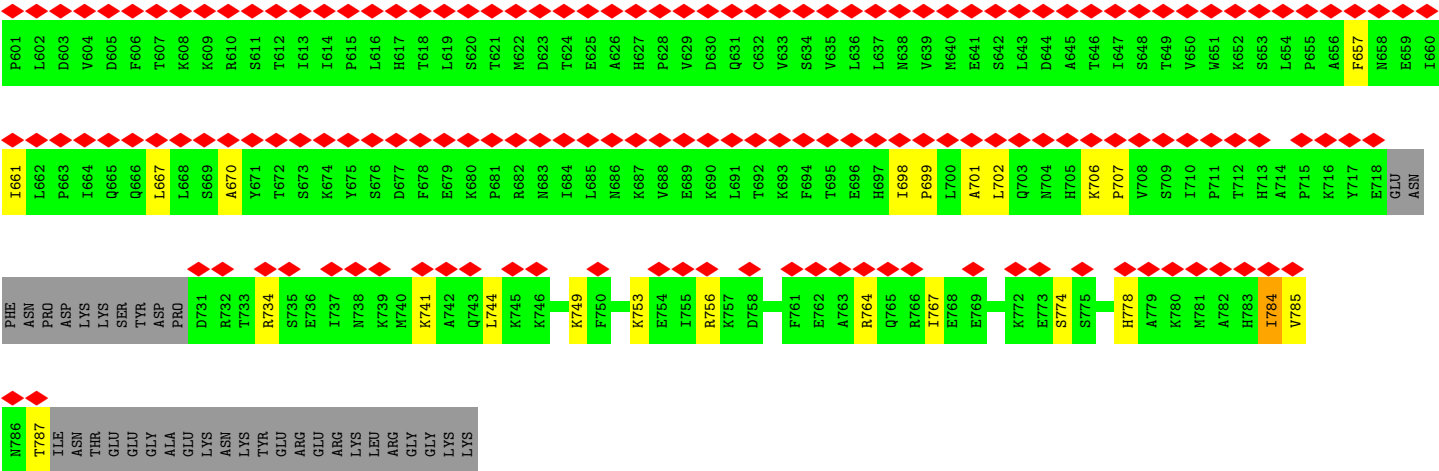 P601 L602 D603 V604 D605 F606 T607 K608 K609 R610 S611 T612 I613 I614 P615 L616 H617 T618 L619 S620 T621 M622 D623 T624 E625 A626 H627 P628 V629 D630 Q631 C632 V633 S634 V635 L636 L637 N638 V639 M640 E641 S642 L643 D644 A645 T646 I647 S648 T649 V650 W651 K652 S653 L654 P655 A656 F657 N658 E659 I660
I661 L662 P663 I664 Q665 Q666 L667 L668 S669 A670 Y671 T672 S673 K674 Y675 S676 D677 F678 E679 K680 P681 R682 N683 I684 L685 N686 K687 V688 E689 K690 L691 T692 K693 F694 T695 E696 H697 I698 P699 L700 A701 L702 Q703 N704 H705 K706 P707 V708 S709 I710 P711 T712 H713 A714 P715 K716 Y717 E718 GLU ASN
PHE ASN PRO ASP LYS LYS SER TYR ASP PRO D731 R732 T733 R734 S735 E736 I737 N738 K739 M740 K741 A742 Q743 L744 K745 K746 K749 F750 K753 E754 I755 R756 K757 D758 F761 E762 A763 R764 Q765 R766 I767 E768 E769 K772 E773 S774 S775 H778 A779 K780 M781 A782 H783 I784 V785
N786 T787 ILE ASN THR GLU GLU GLY ALA GLU LYS ASN LYS TYR GLU ARG GLU ARG LYS LEU ARG GLY GLY LYS LYS